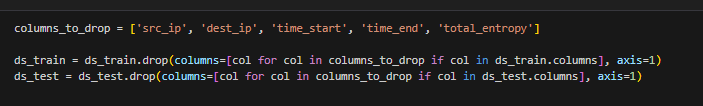 columns_to_drop = ['src_ip', 'dest_ip', 'time_start', 'time_end', 'total_entropy']
ds_train = ds_train.drop(columns=[col for col in columns_to_drop if col in ds_train.columns], axis=1)
ds_test = ds_test.drop(columns=[col for col in columns_to_drop if col in ds_test.columns], axis=1)